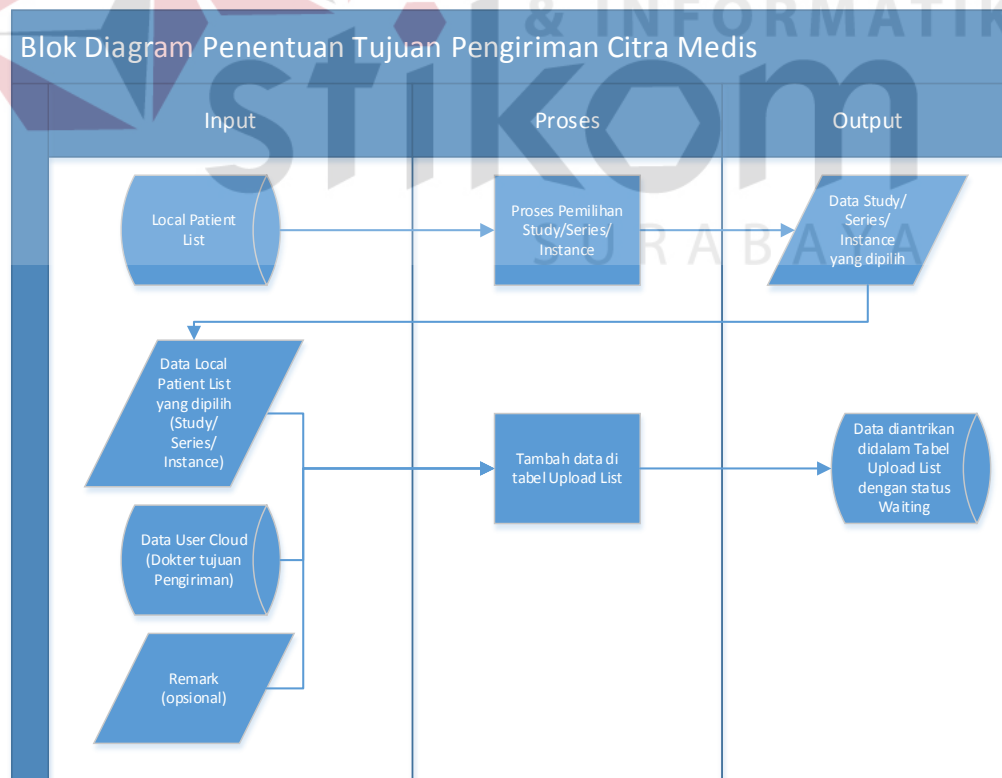 & INFORMATIK
Blok Diagram Penentuan Tujuan Pengiriman Citra Medis
stikom
SURABAYA
Input
Proses
Output
Local Patient
List
Proses Pemilihan
Study/Series/
Instance
Data Study/
Series/
Instance
yang dipilih
Data Local
Patient List
yang dipilih
(Study/
Series/
Instance)
Tambah data di
tabel Upload List
Data diantrikan
didalam Tabel
Upload List
dengan status
Waiting
Data User Cloud
(Dokter tujuan
Pengiriman)
Remark
(opsional)